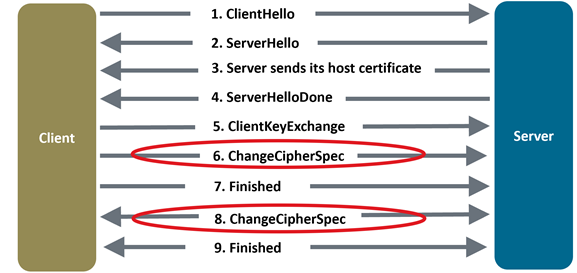 1. ClientHello
2. ServerHello
3. Server sends its host certificate
4. ServerHelloDone
5. ClientKeyExchange
Client
Server
6. ChangeCipherSpec
7. Finished
8. ChangeCipherSpec
9. Finished